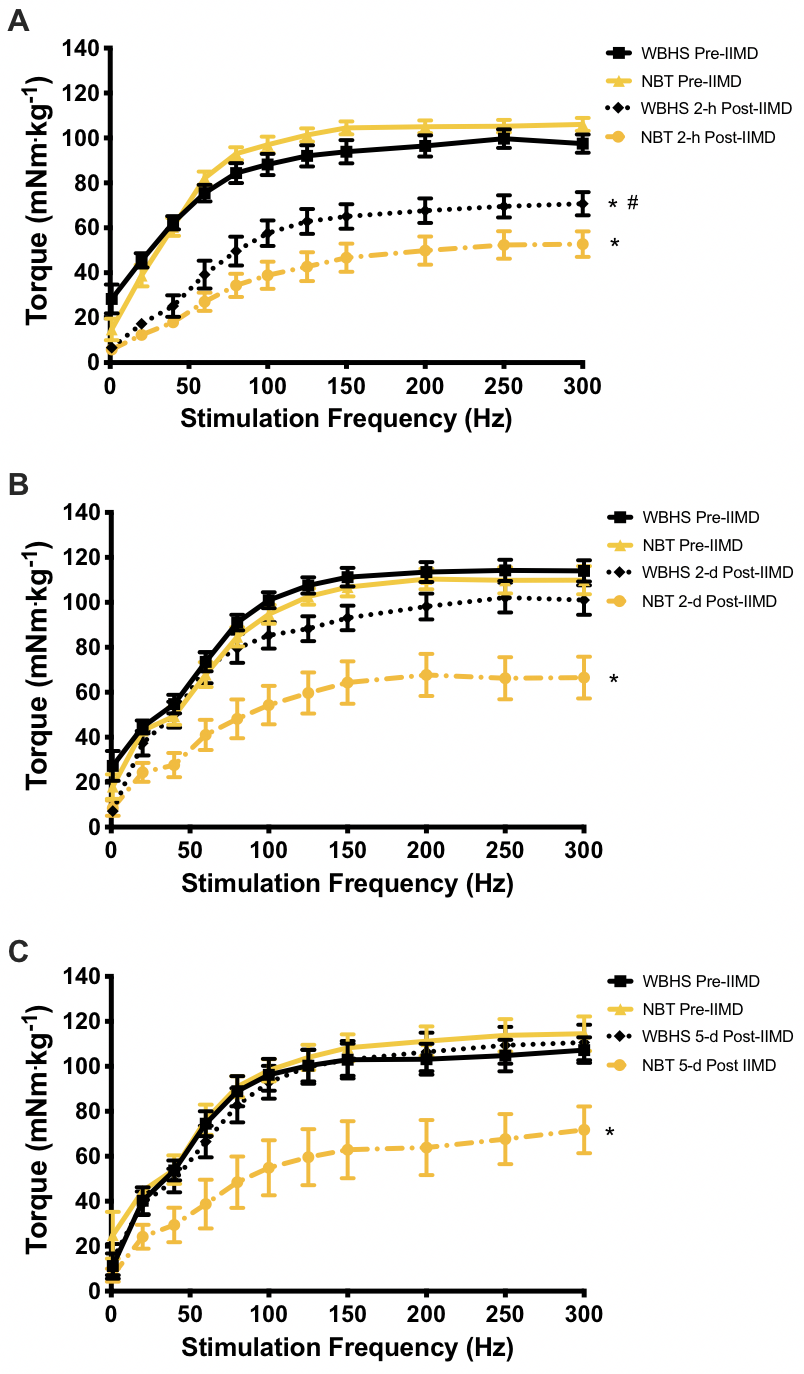 A
Torque (mNm·kg⁻¹)
140
120
100
80
60
40
20
0
0 50 100 150 200 250 300
Stimulation Frequency (Hz)
WBHS Pre-IIMD
NBT Pre-IIMD
WBHS 2-h Post-IIMD
NBT 2-h Post-IIMD
* #
*
B
Torque (mNm·kg⁻¹)
140
120
100
80
60
40
20
0
0 50 100 150 200 250 300
Stimulation Frequency (Hz)
WBHS Pre-IIMD
NBT Pre-IIMD
WBHS 2-d Post-IIMD
NBT 2-d Post-IIMD
*
C
Torque (mNm·kg⁻¹)
140
120
100
80
60
40
20
0
0 50 100 150 200 250 300
Stimulation Frequency (Hz)
WBHS Pre-IIMD
NBT Pre-IIMD
WBHS 5-d Post-IIMD
NBT 5-d Post IIMD
*